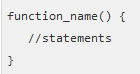 function_name() {
//statements
}